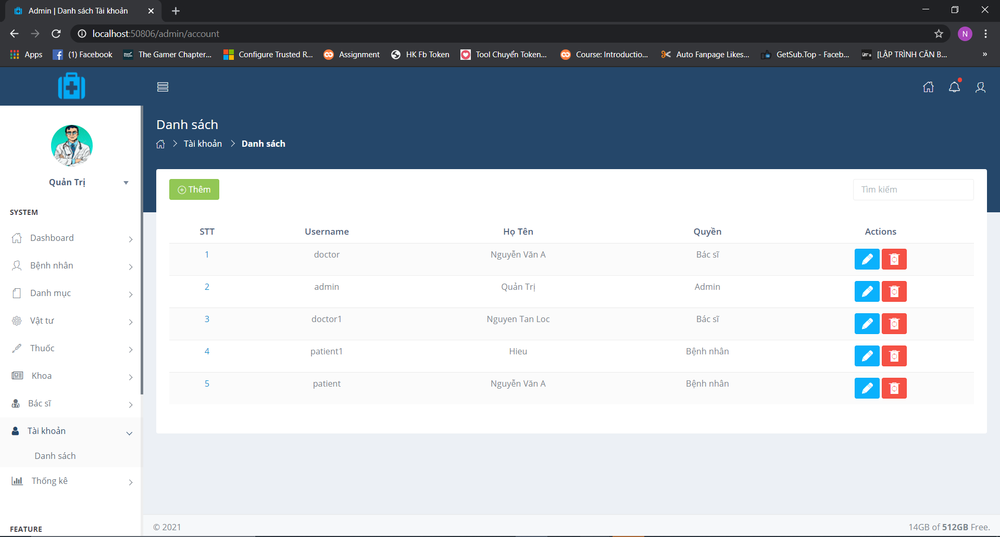 Admin | Danh sách Tài khoản
localhost:50806/admin/account
N
Apps (1) Facebook The Gamer Chapter... Configure Trusted R... Assignment HK Fb Token Tool Chuyển Token... Course: Introductio... Auto Fanpage Likes... GetSub.Top - Faceb... [LẬP TRÌNH CĂN B... »
Danh sách
Tài khoản Danh sách
Quản Trị
SYSTEM
Dashboard
Bệnh nhân
Danh mục
Vật tư
Thuốc
Khoa
Bác sĩ
Tài khoản
Danh sách
Thống kê
FEATURE
Thêm
Tìm kiếm
STT Username Họ Tên Quyền Actions
1 doctor Nguyễn Văn A Bác sĩ
2 admin Quản Trị Admin
3 doctor1 Nguyen Tan Loc Bác sĩ
4 patient1 Hieu Bệnh nhân
5 patient Nguyễn Văn A Bệnh nhân
© 2021
14GB of 512GB Free.